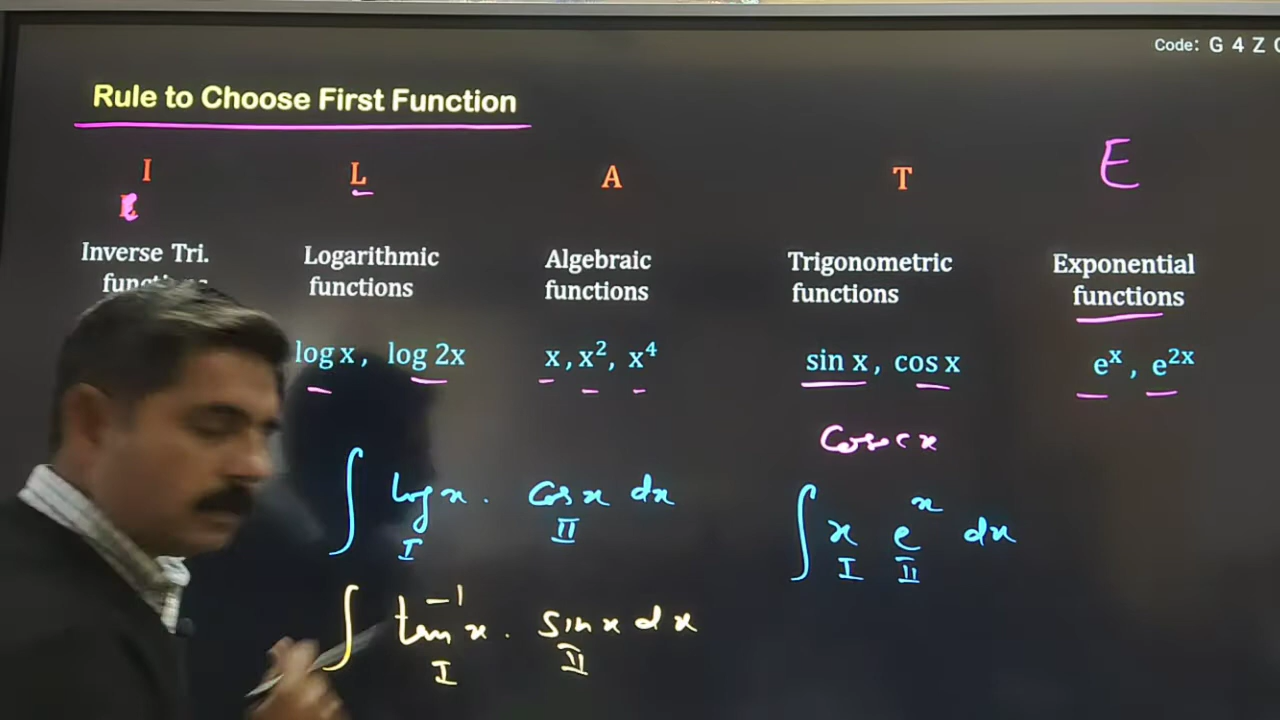 Code: G 4 Z
Rule to Choose First Function
I L A T E
Inverse Tri. Logarithmic Algebraic Trigonometric Exponential
functions functions functions functions
log x, log 2x x, x², x⁴ sin x, cos x eˣ, e²ˣ
Cosec x
∫ log x . cos x dx
I II
∫ x eˣ dx
I II
∫ tan⁻¹ x . sin x dx
I II